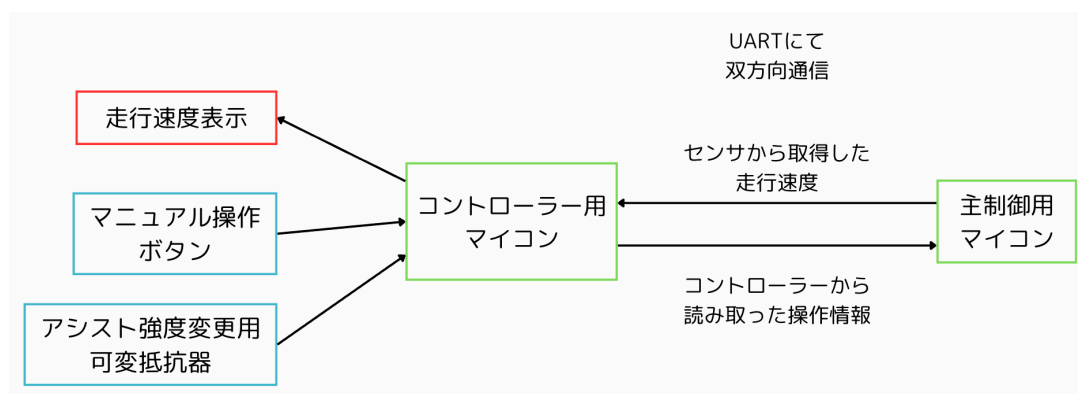 UARTにて
双方向通信
走行速度表示
センサから取得した
走行速度
マニュアル操作
ボタン
コントローラー用
マイコン
主制御用
マイコン
コントローラーから
読み取った操作情報
アシスト強度変更用
可変抵抗器